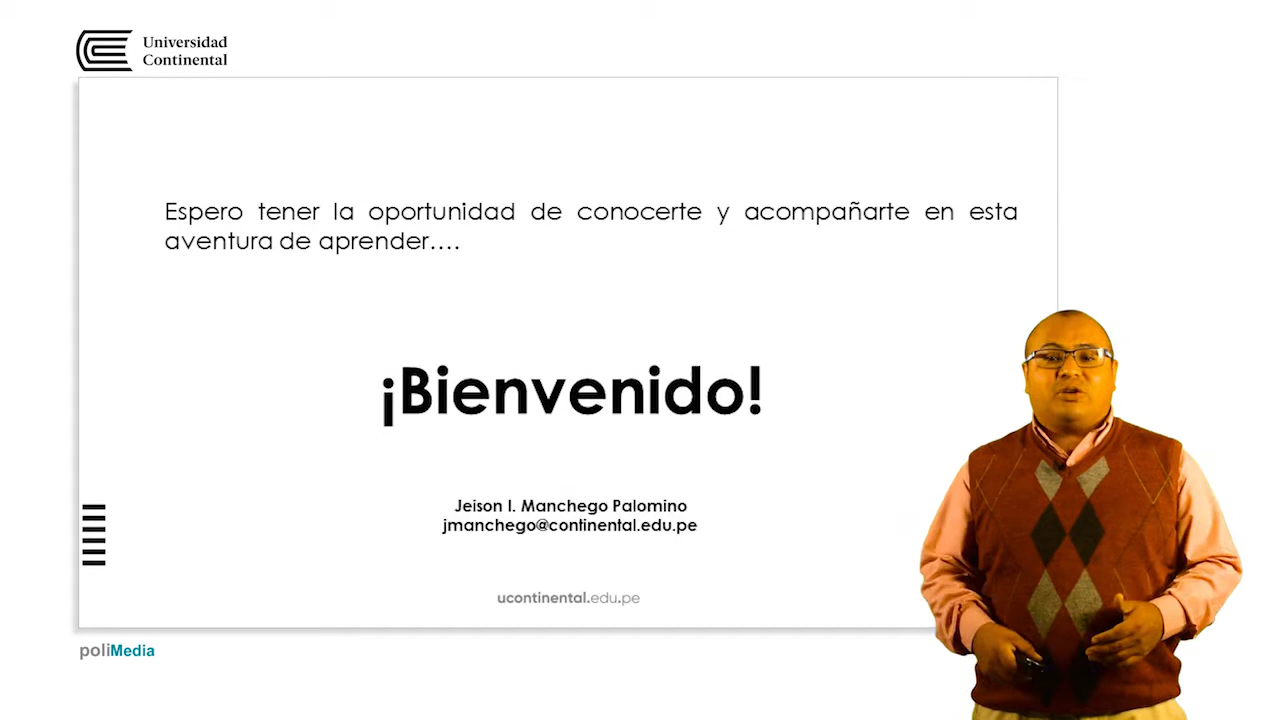 Universidad
Continental
Espero tener la oportunidad de conocerte y acompañarte en esta
aventura de aprender....
¡Bienvenido!
Jeison I. Manchego Palomino
jmanchego@continental.edu.pe
ucontinental.edu.pe
poliMedia